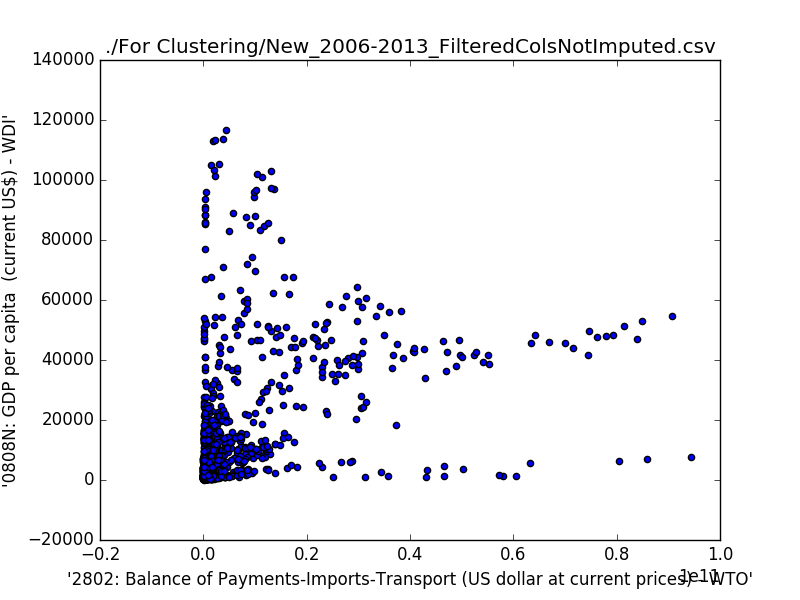 ./For Clustering/New_2006-2013_FilteredColsNotImputed.csv
140000
120000
100000
80000
60000
40000
20000
0
−20000
'0808N: GDP per capita  (current US$) - WDI'
−0.2 0.0 0.2 0.4 0.6 0.8 1.0
1e11
'2802: Balance of Payments-Imports-Transport (US dollar at current prices) - WTO'